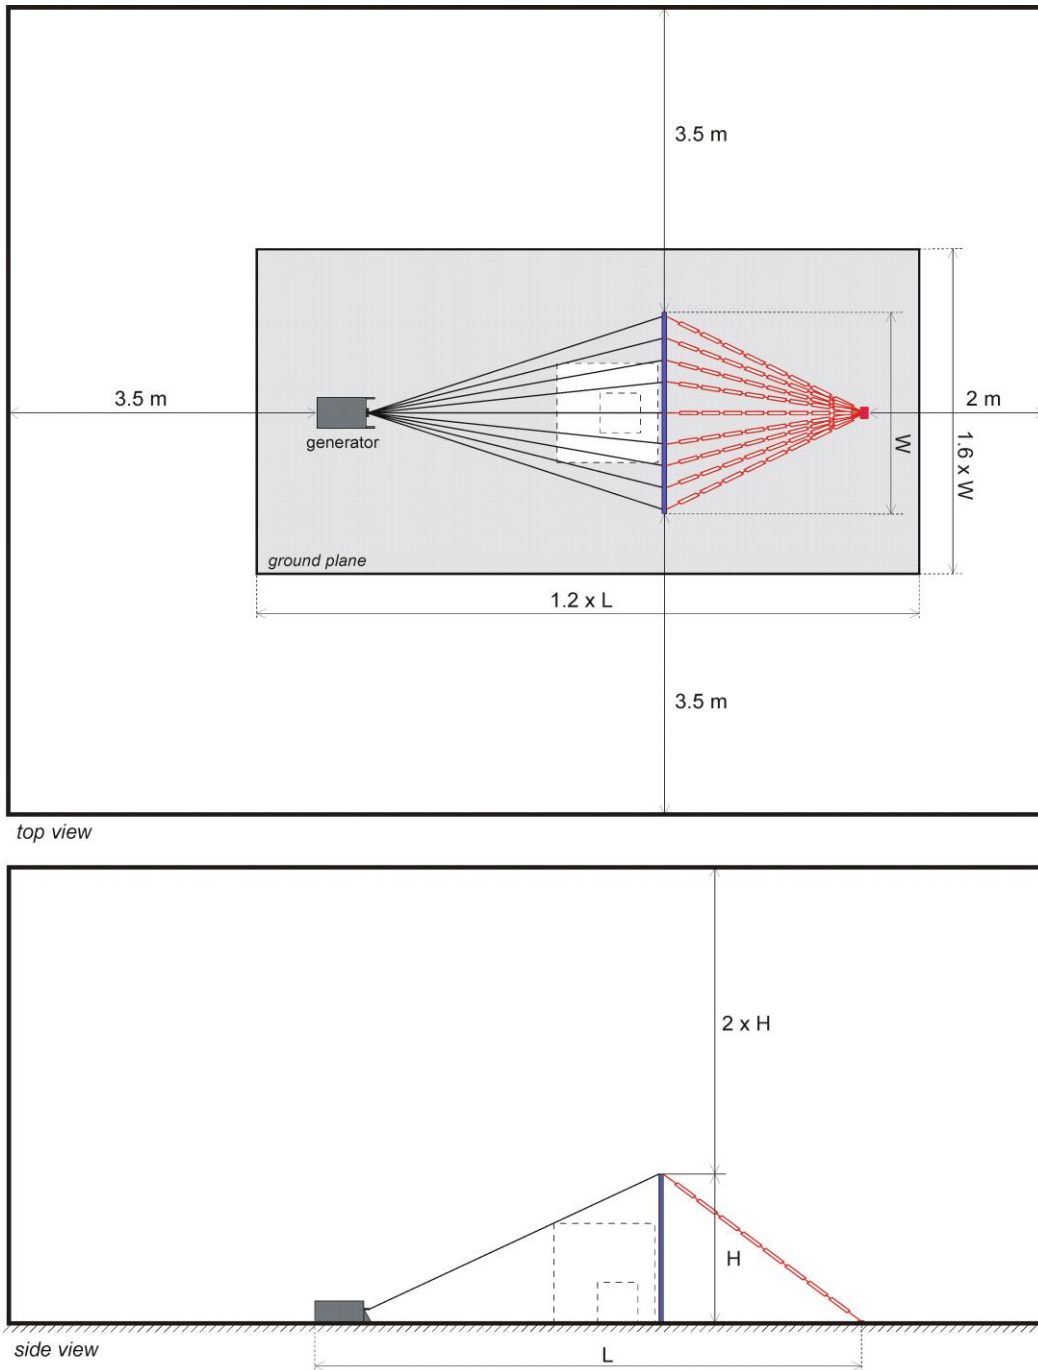 3.5 m
3.5 m
2 m
generator
W
1.6 x W
ground plane
1.2 x L
3.5 m
top view
2 x H
H
side view
L